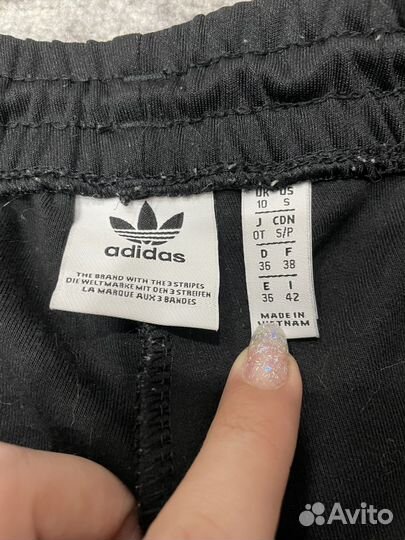 adidas
THE BRAND WITH THE 3 STRIPES
DIE WELTMARKE MIT DEN 3 STREIFEN
LA MARQUE AUX 3 BANDES
UK US
10 S
J CDN
OT S/P
D F
36 38
E I
36 42
MADE IN
VIETNAM
Avito